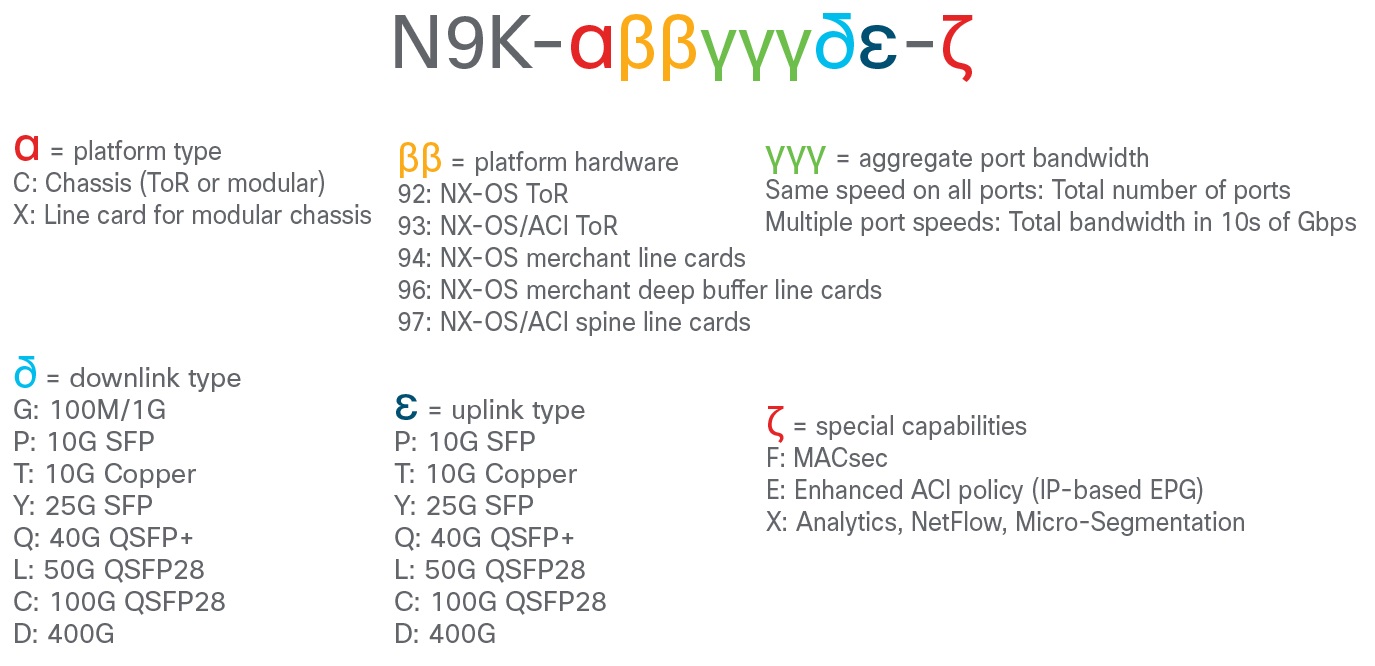 N9K-αββγγγδε-ζ
α = platform type
C: Chassis (ToR or modular)
X: Line card for modular chassis
ββ = platform hardware
92: NX-OS ToR
93: NX-OS/ACI ToR
94: NX-OS merchant line cards
96: NX-OS merchant deep buffer line cards
97: NX-OS/ACI spine line cards
γγγ = aggregate port bandwidth
Same speed on all ports: Total number of ports
Multiple port speeds: Total bandwidth in 10s of Gbps
δ = downlink type
G: 100M/1G
P: 10G SFP
T: 10G Copper
Y: 25G SFP
Q: 40G QSFP+
L: 50G QSFP28
C: 100G QSFP28
D: 400G
ε = uplink type
P: 10G SFP
T: 10G Copper
Y: 25G SFP
Q: 40G QSFP+
L: 50G QSFP28
C: 100G QSFP28
D: 400G
ζ = special capabilities
F: MACsec
E: Enhanced ACI policy (IP-based EPG)
X: Analytics, NetFlow, Micro-Segmentation